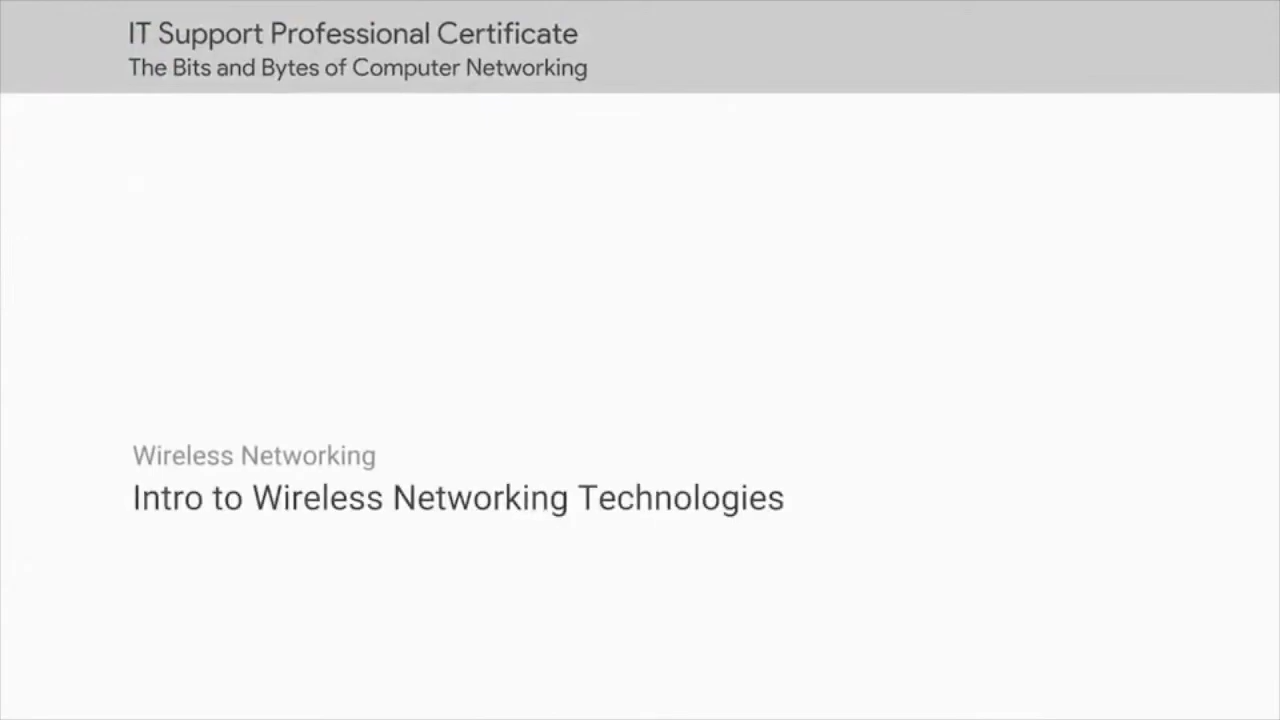 IT Support Professional Certificate
The Bits and Bytes of Computer Networking
Wireless Networking
Intro to Wireless Networking Technologies